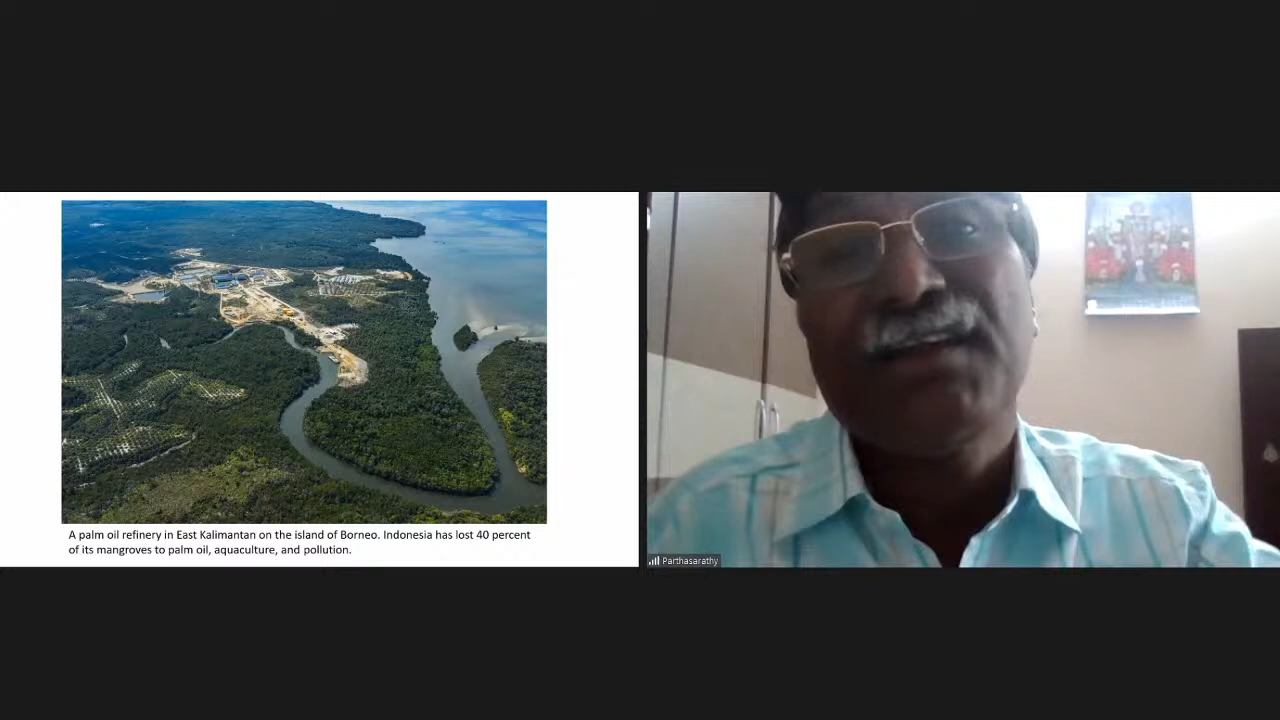 A palm oil refinery in East Kalimantan on the island of Borneo. Indonesia has lost 40 percent
of its mangroves to palm oil, aquaculture, and pollution.
Parthasarathy